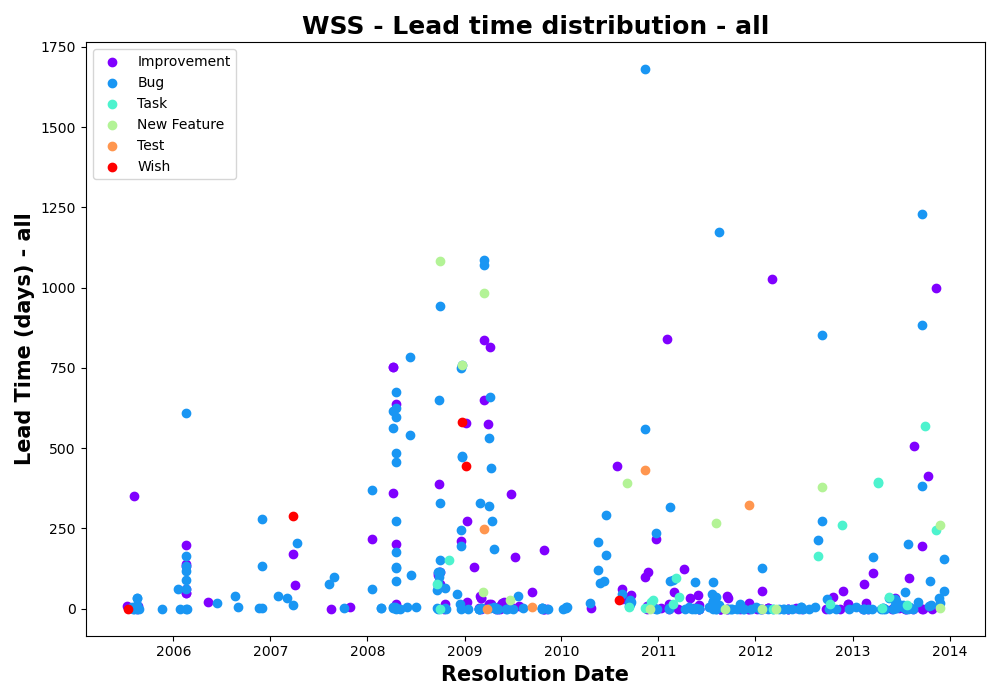 WSS - Lead time distribution - all
Improvement
Bug
Task
New Feature
Test
Wish
1750
1500
1250
1000
750
500
250
0
Lead Time (days) - all
2006 2007 2008 2009 2010 2011 2012 2013 2014
Resolution Date